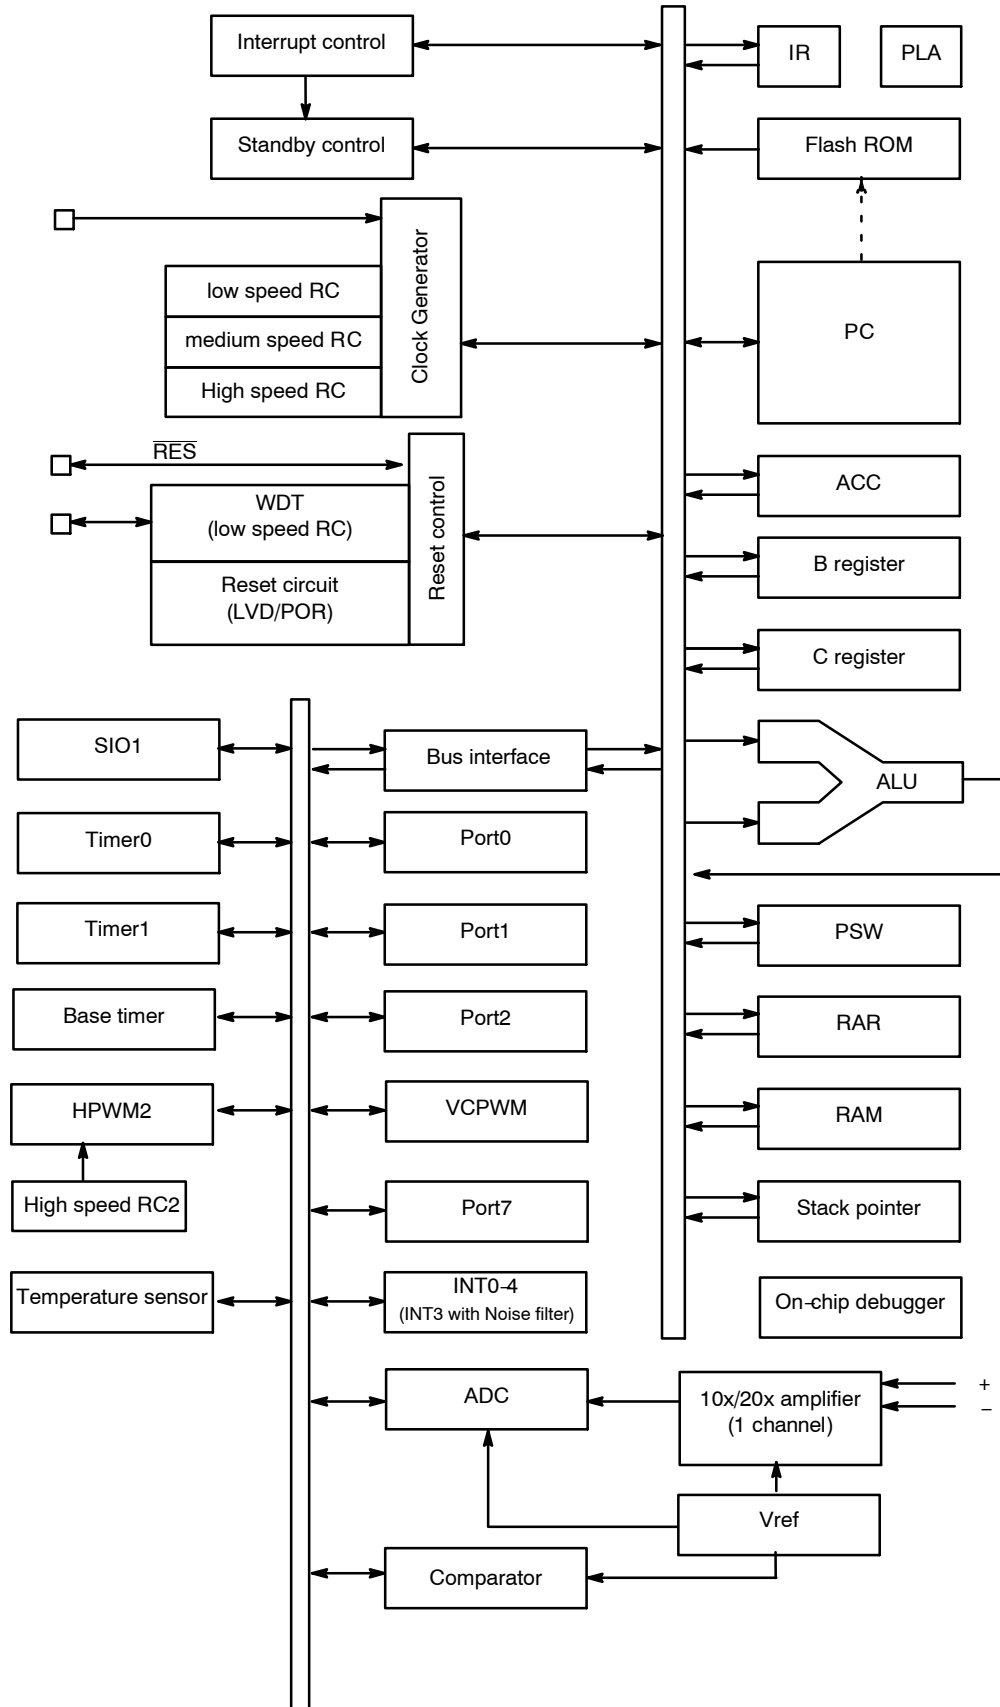 Interrupt control
IR
PLA
Standby control
Flash ROM
Clock Generator
low speed RC
medium speed RC
High speed RC
PC
RES
WDT
(low speed RC)
Reset circuit
(LVD/POR)
Reset control
ACC
B register
C register
SIO1
Bus interface
ALU
Timer0
Port0
Timer1
Port1
PSW
Base timer
Port2
RAR
HPWM2
VCPWM
RAM
High speed RC2
Port7
Stack pointer
Temperature sensor
INT0-4
(INT3 with Noise filter)
On-chip debugger
ADC
10x/20x amplifier
(1 channel)
+
−
Vref
Comparator